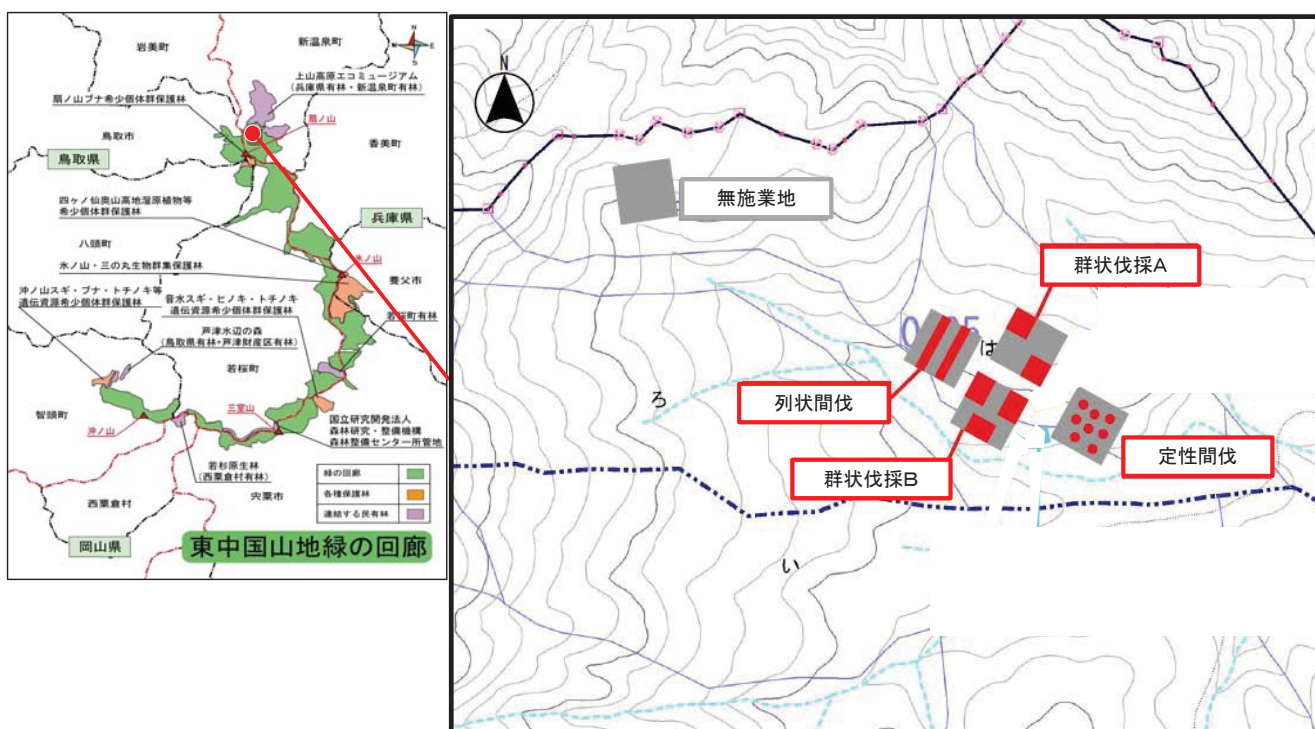 岩美町
新温泉町
N
E
S
上山高原エコミュージアム
(兵庫県有林・新温泉町有林)
扇ノ山ブナ希少個体群保護林
扇ノ山
鳥取市
鳥取県
香美町
四ヶノ仙奥山高地湿原植物等
希少個体群保護林
兵庫県
八頭町
氷ノ山
氷ノ山・三の丸生物群集保護林
養父市
沖ノ山スギ・ブナ・トチノキ等
遺伝資源希少個体群保護林
音水スギ・ヒノキ・トチノキ
遺伝資源希少個体群保護林
若桜町有林
芦津水辺の森
(鳥取県有林・芦津財産区有林)
若桜町
智頭町
三室山
沖ノ山
国立研究開発法人
森林研究・整備機構
森林整備センター所管地
若杉原生林
(西粟倉村有林)
緑の回廊
各種保護林
連結する民有林
西粟倉村
宍粟市
岡山県
東中国山地緑の回廊
N
無施業地
群状伐採A
は
列状間伐
ろ
群状伐採B
定性間伐
い